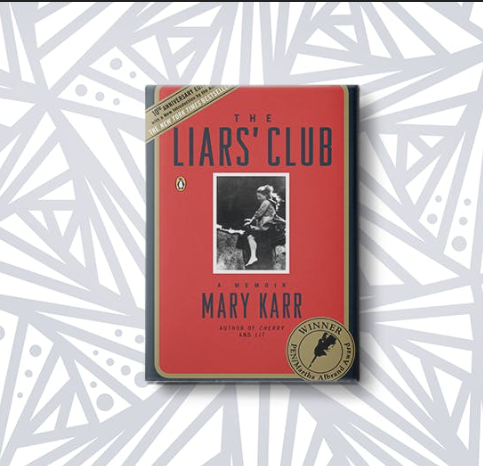 10TH ANNIVERSARY
THE NEW YORK TIMES BESTSELLER
THE
LIARS' CLUB
A MEMOIR
MARY KARR
AUTHOR OF CHERRY
AND LIT
WINNER
PEN/Martha Albrand Award